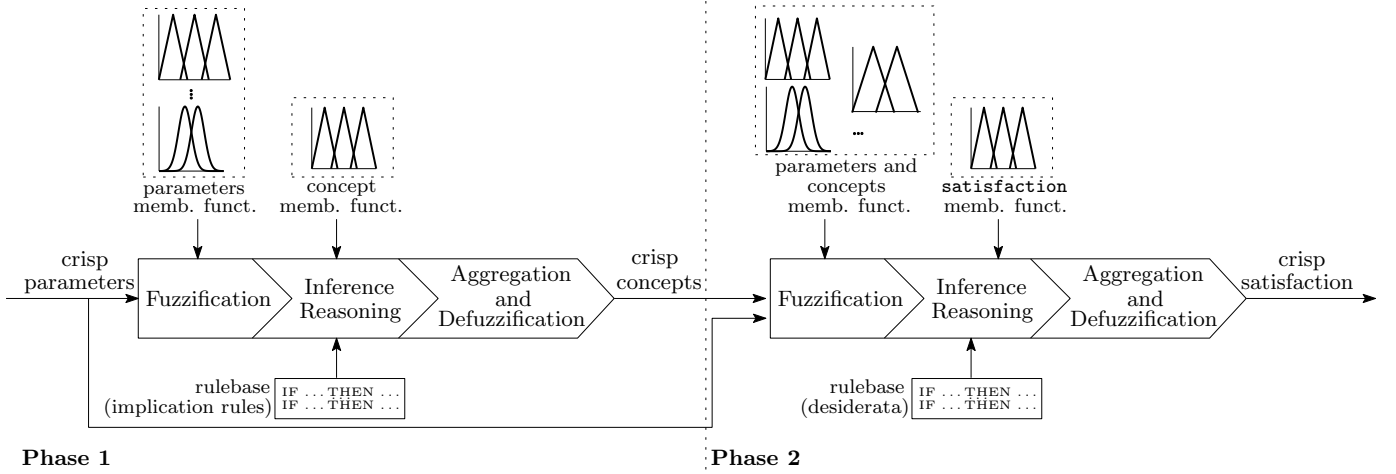 parameters
memb. funct.
concept
memb. funct.
crisp
parameters
Fuzzification
Inference
Reasoning
Aggregation
and
Defuzzification
crisp
concepts
rulebase
(implication rules)
IF ... THEN ...
IF ... THEN ...
Phase 1
...
parameters and
concepts
memb. funct.
satisfaction
memb. funct.
Fuzzification
Inference
Reasoning
Aggregation
and
Defuzzification
crisp
satisfaction
rulebase
(desiderata)
IF ... THEN ...
IF ... THEN ...
Phase 2